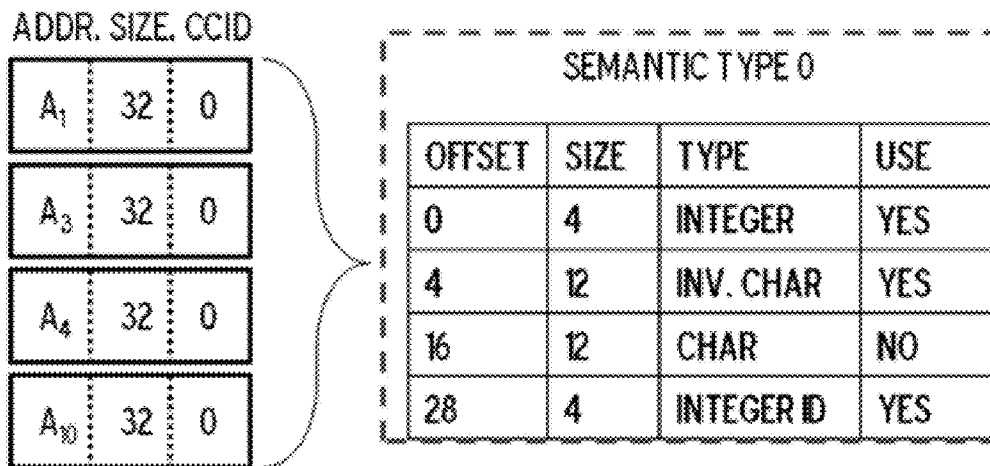 ADDR. SIZE. CCID
A₁ 32 0
A₃ 32 0
A₄ 32 0
A₁₀ 32 0
SEMANTIC TYPE 0
OFFSET SIZE TYPE USE
0 4 INTEGER YES
4 12 INV. CHAR YES
16 12 CHAR NO
28 4 INTEGER ID YES